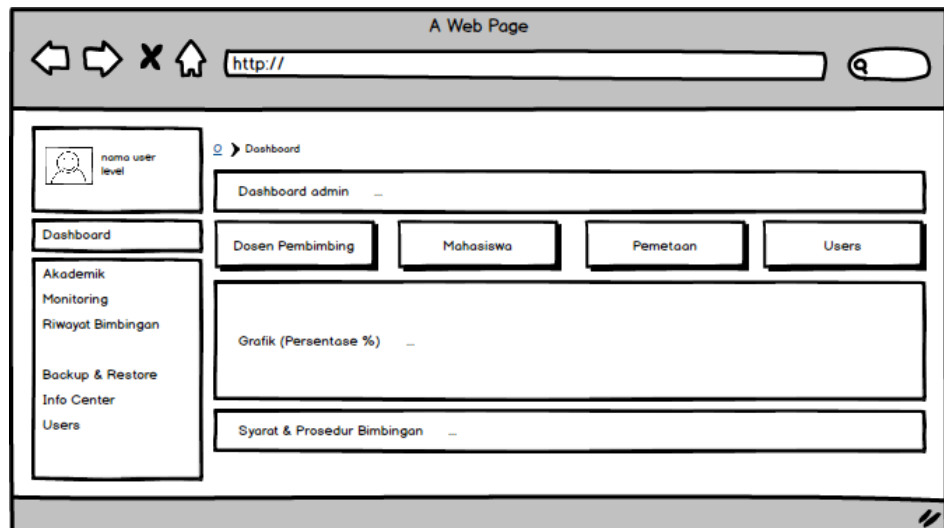 A Web Page
http://
nama user
level
O Dashboard
Dashboard admin ...
Dashboard
Dosen Pembimbing
Mahasiswa
Pemetaan
Users
Akademik
Monitoring
Riwayat Bimbingan
Backup & Restore
Info Center
Users
Grafik (Persentase %) ...
Syarat & Prosedur Bimbingan ...